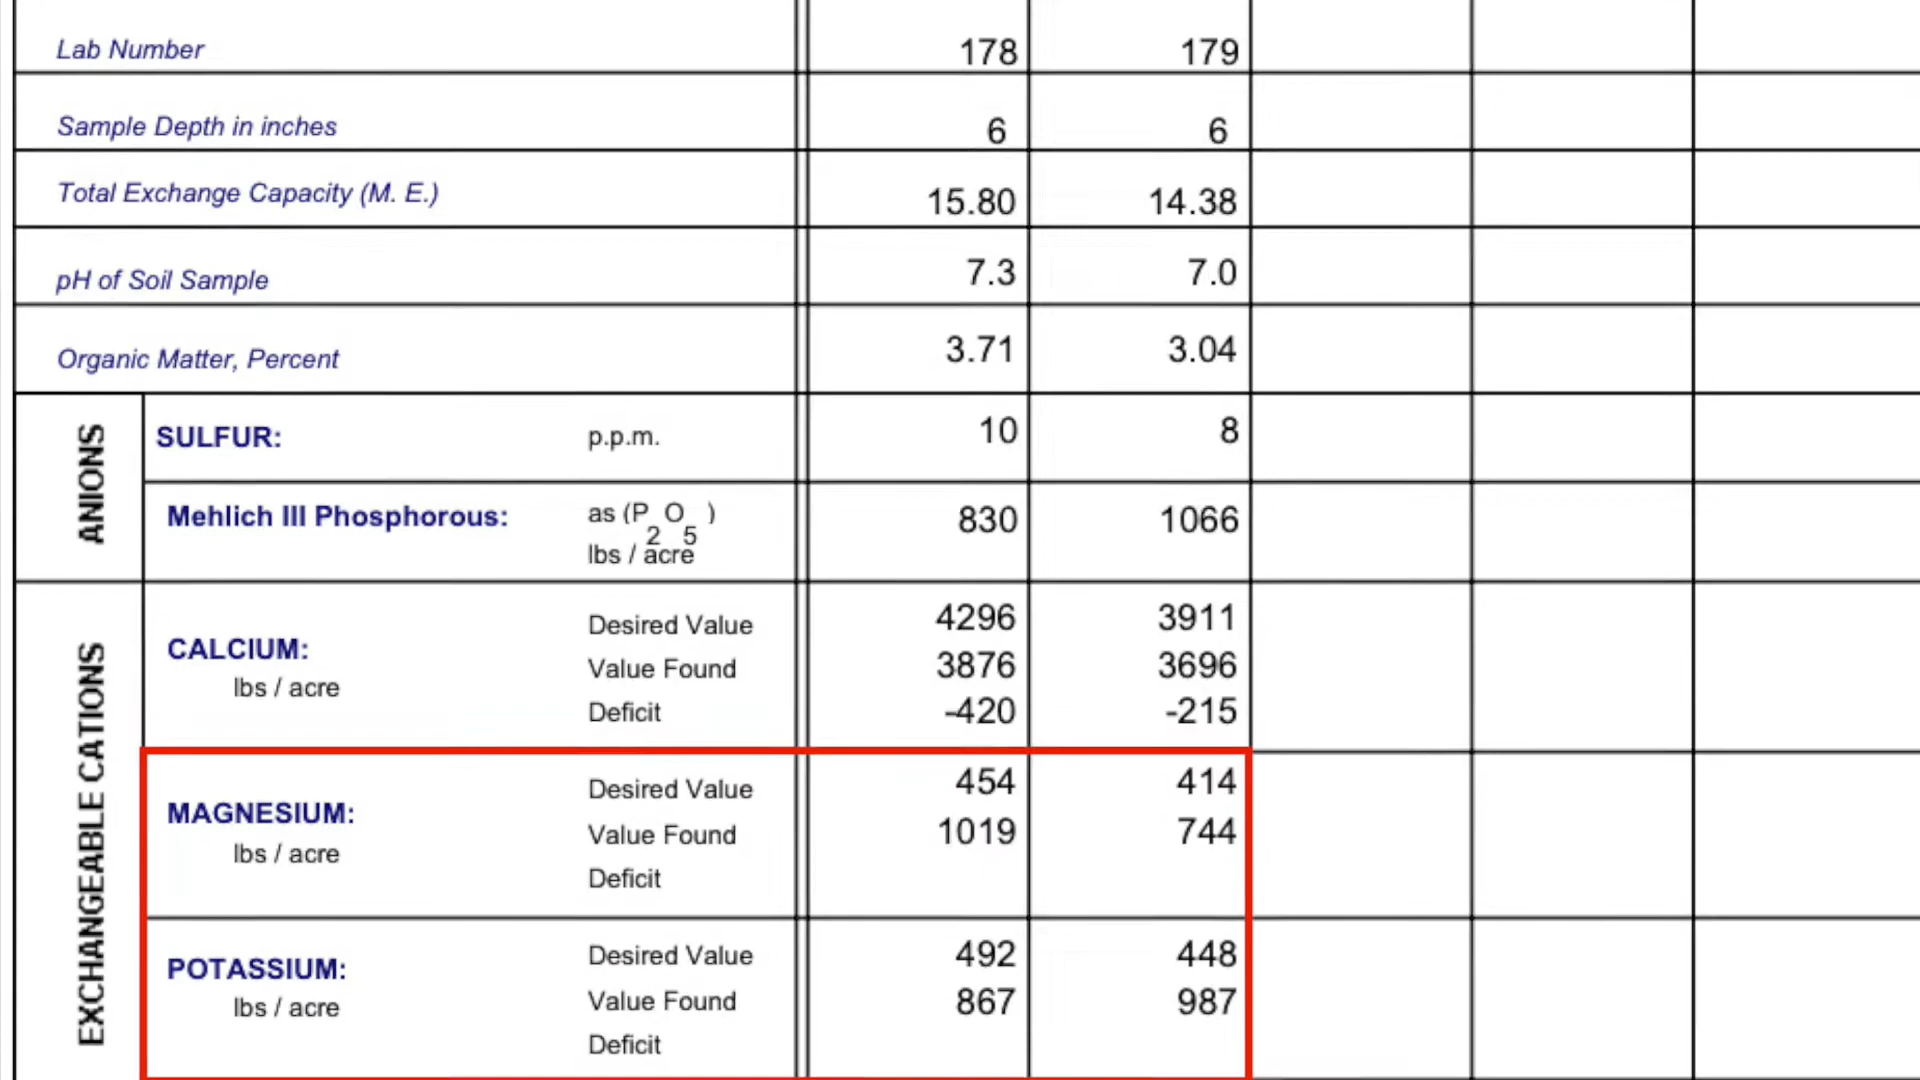 Lab Number 178 179
Sample Depth in inches 6 6
Total Exchange Capacity (M. E.) 15.80 14.38
pH of Soil Sample 7.3 7.0
Organic Matter, Percent 3.71 3.04
ANIONS
SULFUR: p.p.m. 10 8
Mehlich III Phosphorous: as (P2O5) lbs / acre 830 1066
EXCHANGEABLE CATIONS
CALCIUM: lbs / acre
Desired Value 4296 3911
Value Found 3876 3696
Deficit -420 -215
MAGNESIUM: lbs / acre
Desired Value 454 414
Value Found 1019 744
Deficit
POTASSIUM: lbs / acre
Desired Value 492 448
Value Found 867 987
Deficit